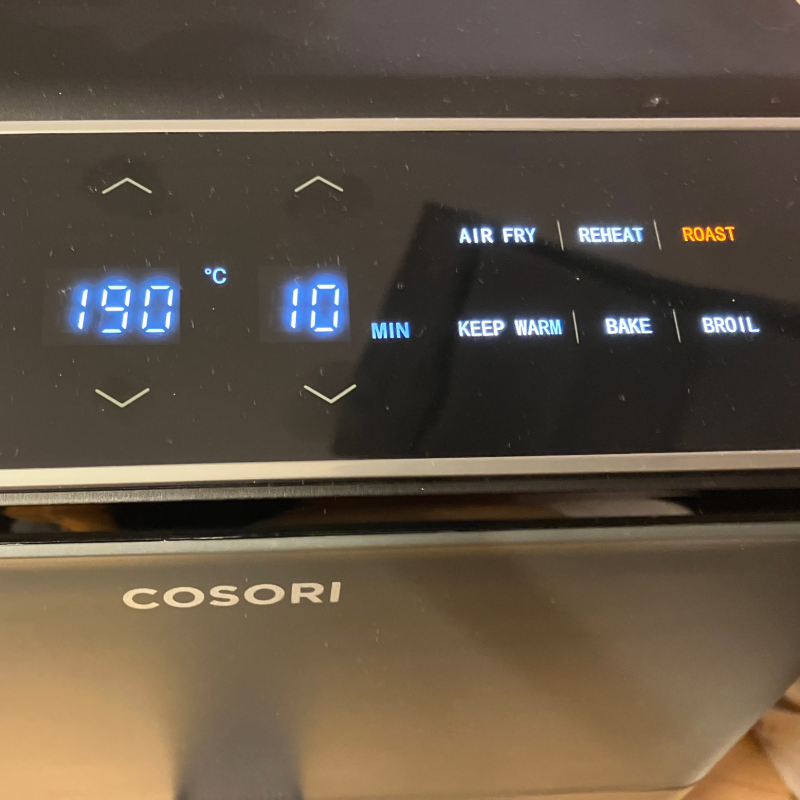 AIR FRY | REHEAT | ROAST
190 °C 10 MIN
KEEP WARM | BAKE | BROIL
COSORI